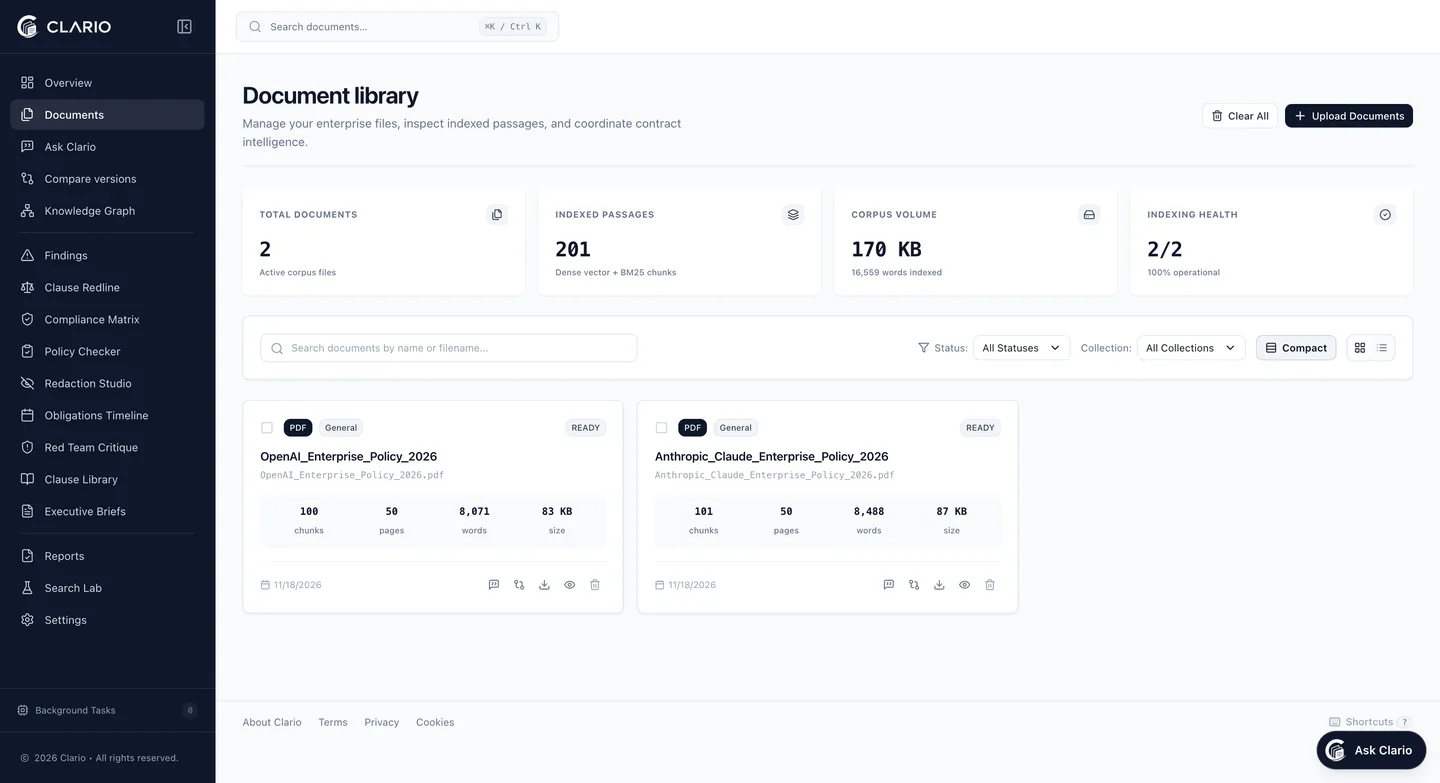 CLARIO
Search documents...
⌘K / Ctrl K
Overview
Documents
Ask Clario
Compare versions
Knowledge Graph
Findings
Clause Redline
Compliance Matrix
Policy Checker
Redaction Studio
Obligations Timeline
Red Team Critique
Clause Library
Executive Briefs
Reports
Search Lab
Settings
Background Tasks 0
© 2026 Clario • All rights reserved.
Document library
Manage your enterprise files, inspect indexed passages, and coordinate contract
intelligence.
Clear All
Upload Documents
TOTAL DOCUMENTS
2
Active corpus files
INDEXED PASSAGES
201
Dense vector + BM25 chunks
CORPUS VOLUME
170 KB
16,559 words indexed
INDEXING HEALTH
2/2
100% operational
Search documents by name or filename...
Status: All Statuses
Collection: All Collections
Compact
PDF General READY
OpenAI_Enterprise_Policy_2026
OpenAI_Enterprise_Policy_2026.pdf
100 50 8,071 83 KB
chunks pages words size
11/18/2026
PDF General READY
Anthropic_Claude_Enterprise_Policy_2026
Anthropic_Claude_Enterprise_Policy_2026.pdf
101 50 8,488 87 KB
chunks pages words size
11/18/2026
About Clario Terms Privacy Cookies
Shortcuts ?
Ask Clario